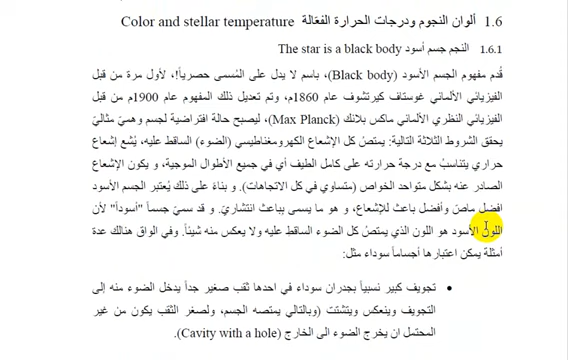 1.6 ألوان النجوم ودرجات الحرارة الفعّالة Color and stellar temperature
1.6.1 النجم جسم أسود The star is a black body
قُدم مفهوم الجسم الأسود (Black body)، باسم لا يدل على المُسمى حصرياً!، لأول مرة من قبل
الفيزيائي الألماني غوستاف كيرتشوف عام 1860م، وتم تعديل ذلك المفهوم عام 1900م من قبل
الفيزيائي النظري الألماني ماكس بلانك (Max Planck)، ليصبح حالة افتراضية لجسم وهميّ مثاليّ
يحقق الشروط الثلاثة التالية: يمتصُ كل الإشعاع الكهرومغناطيسي (الضوء) الساقط عليه، يُشع إشعاع
حراري يتناسبُ مع درجة حرارته على كامل الطيف أي في جميع الأطوال الموجية، و يكون الإشعاع
الصادر عنه بشكل متواحد الخواص (متساوي في كل الاتجاهات). و بناءً على ذلك يُعتبر الجسم الأسود
افضل ماصٍ وأفضل باعث للإشعاع، و هو ما يسمى بباعث انتشاريّ. و قد سميّ جسماً "أسوداً" لأن
اللون الأسود هو اللون الذي يمتصُ كل الضوء الساقطِ عليه ولا يعكس منه شيئاً. وفي الواق هنالك عدة
أمثلة يمكن اعتبارها أجساماً سوداء مثل:
• تجويف كبير نسبياً بجدران سوداء في احدها ثقب صغير جداً يدخل الضوء منه إلى
التجويف وينعكس ويتشتت (وبالتالي يمتصه الجسم، ولصغر الثقب يكون من غير
المحتمل ان يخرج الضوء الى الخارج (Cavity with a hole).